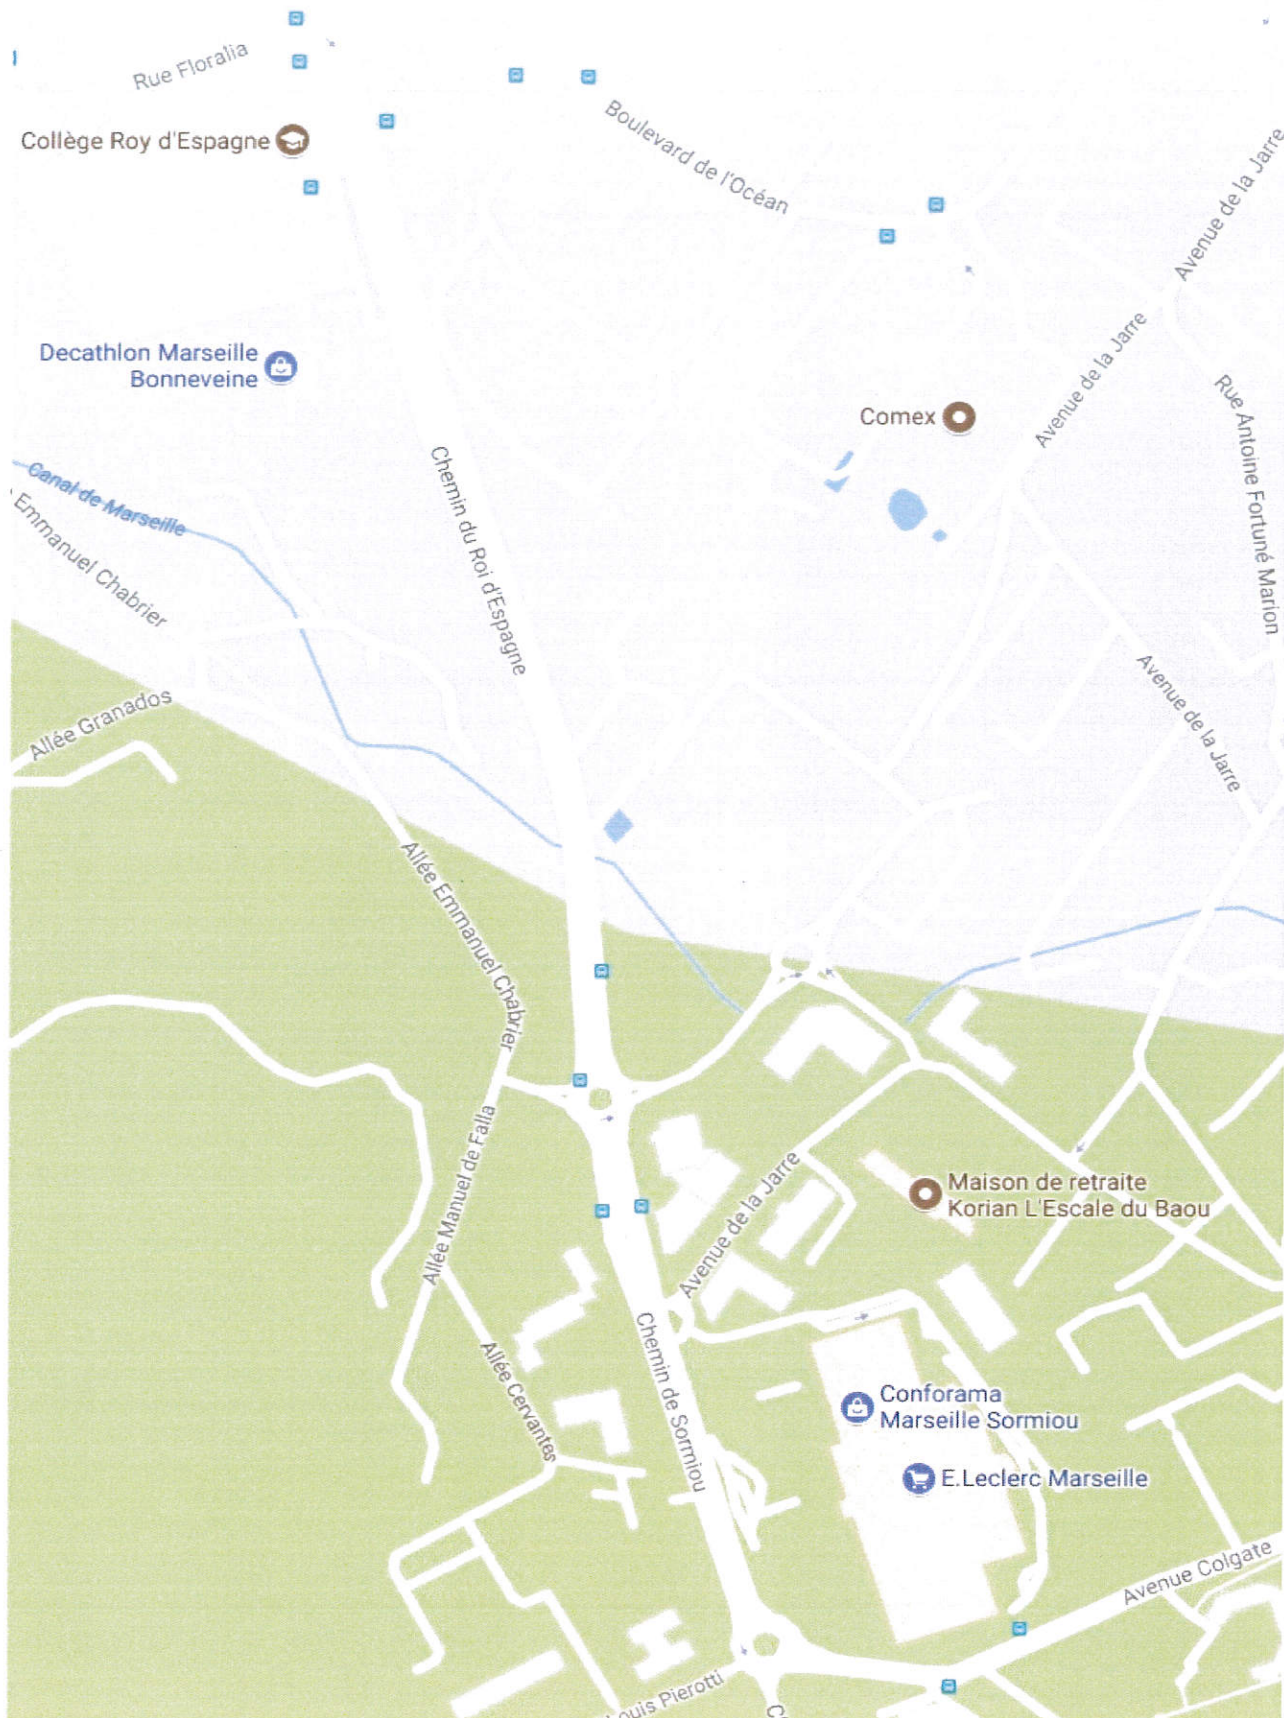 Rue Floralia
Collège Roy d'Espagne
Boulevard de l'Océan
Avenue de la Jarre
Decathlon Marseille
Bonneveine
Avenue de la Jarre
Comex
Rue Antoine Fortuné Marion
Canal de Marseille
Emmanuel Chabrier
Chemin du Roi d'Espagne
Allée Granados
Avenue de la Jarre
Allée Emmanuel Chabrier
Allée Manuel de Falla
Avenue de la Jarre
Maison de retraite
Korian L'Escale du Baou
Chemin de Sormiou
Allée Cervantes
Conforama
Marseille Sormiou
E.Leclerc Marseille
Avenue Colgate
ouis Pierotti